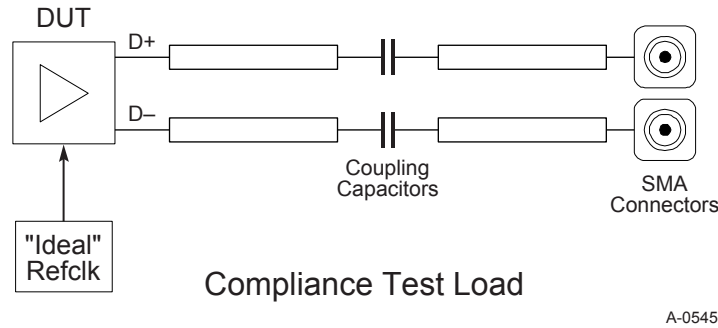 DUT
D+
D–
Coupling
Capacitors
SMA
Connectors
"Ideal"
Refclk
Compliance Test Load
A-0545